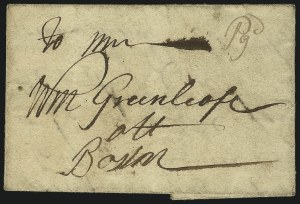 To Mr
Wm Greenleafe
att
Boston